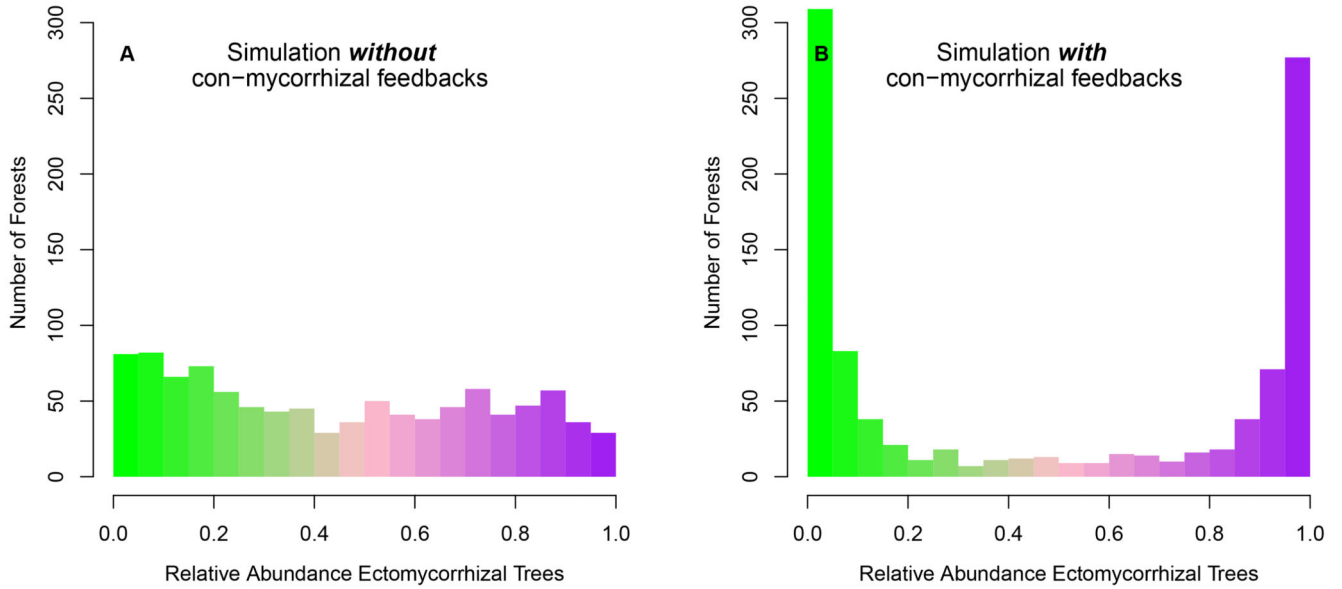 A
Simulation without
con−mycorrhizal feedbacks
Number of Forests
300
250
200
150
100
50
0
0.0 0.2 0.4 0.6 0.8 1.0
Relative Abundance Ectomycorrhizal Trees
B
Simulation with
con−mycorrhizal feedbacks
Number of Forests
300
250
200
150
100
50
0
0.0 0.2 0.4 0.6 0.8 1.0
Relative Abundance Ectomycorrhizal Trees